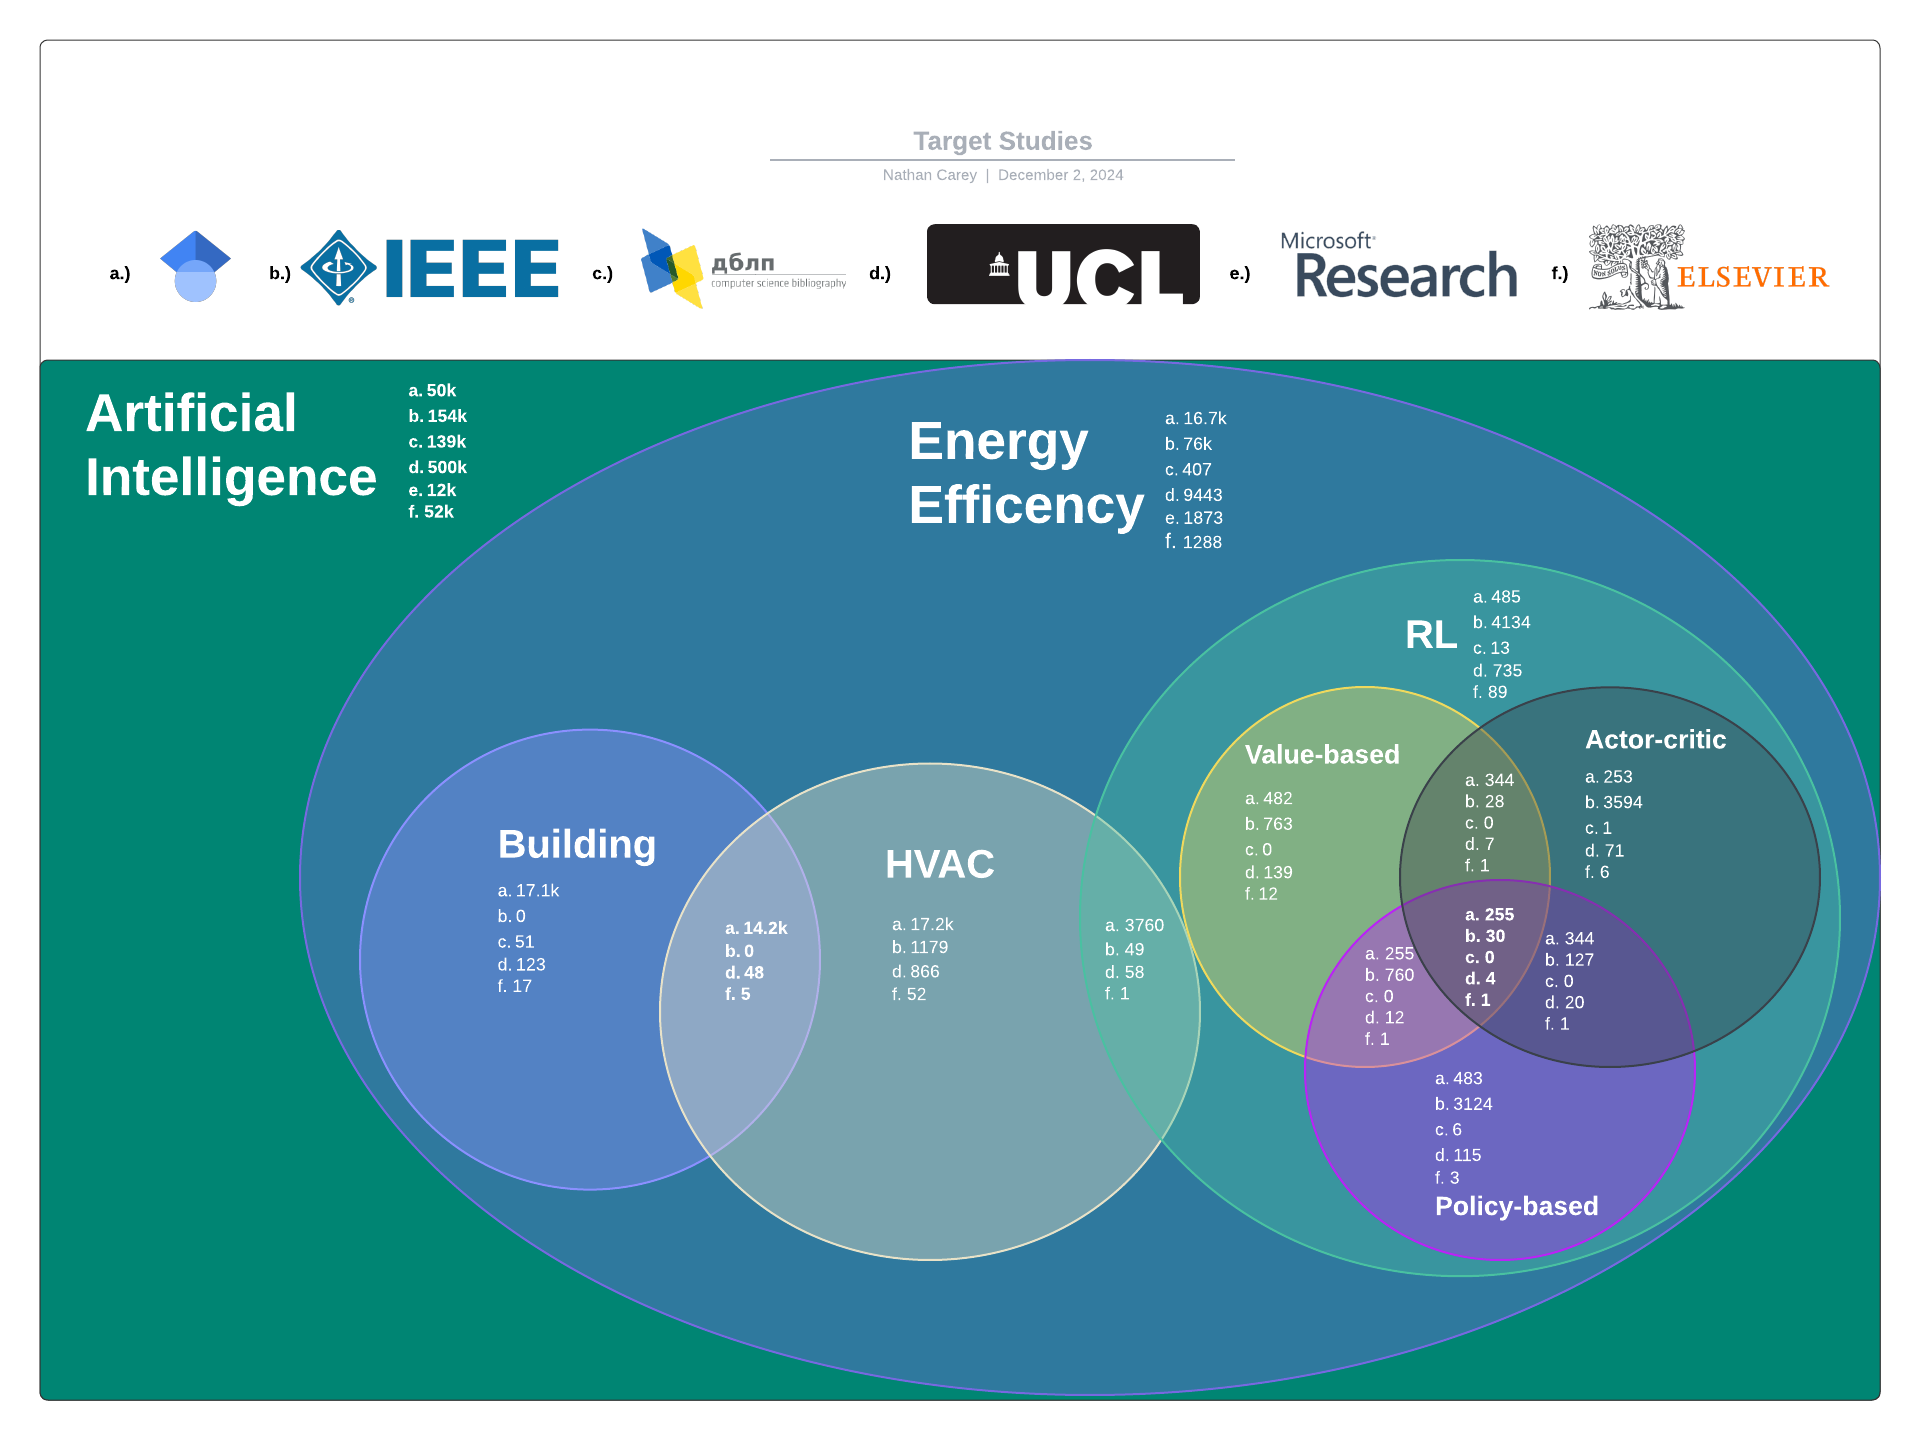 Target Studies
Nathan Carey | December 2, 2024
a.)
b.) IEEE
c.) дблп
computer science bibliography
d.) UCL
e.) Microsoft
Research
f.) NON SOLUS ELSEVIER
Artificial
Intelligence
a. 50k
b. 154k
c. 139k
d. 500k
e. 12k
f. 52k
Energy
Efficency
a. 16.7k
b. 76k
c. 407
d. 9443
e. 1873
f. 1288
RL
a. 485
b. 4134
c. 13
d. 735
f. 89
Building
a. 17.1k
b. 0
c. 51
d. 123
f. 17
a. 14.2k
b. 0
d. 48
f. 5
HVAC
a. 17.2k
b. 1179
d. 866
f. 52
a. 3760
b. 49
d. 58
f. 1
Value-based
a. 482
b. 763
c. 0
d. 139
f. 12
a. 344
b. 28
c. 0
d. 7
f. 1
Actor-critic
a. 253
b. 3594
c. 1
d. 71
f. 6
a. 255
b. 760
c. 0
d. 12
f. 1
a. 255
b. 30
c. 0
d. 4
f. 1
a. 344
b. 127
c. 0
d. 20
f. 1
a. 483
b. 3124
c. 6
d. 115
f. 3
Policy-based